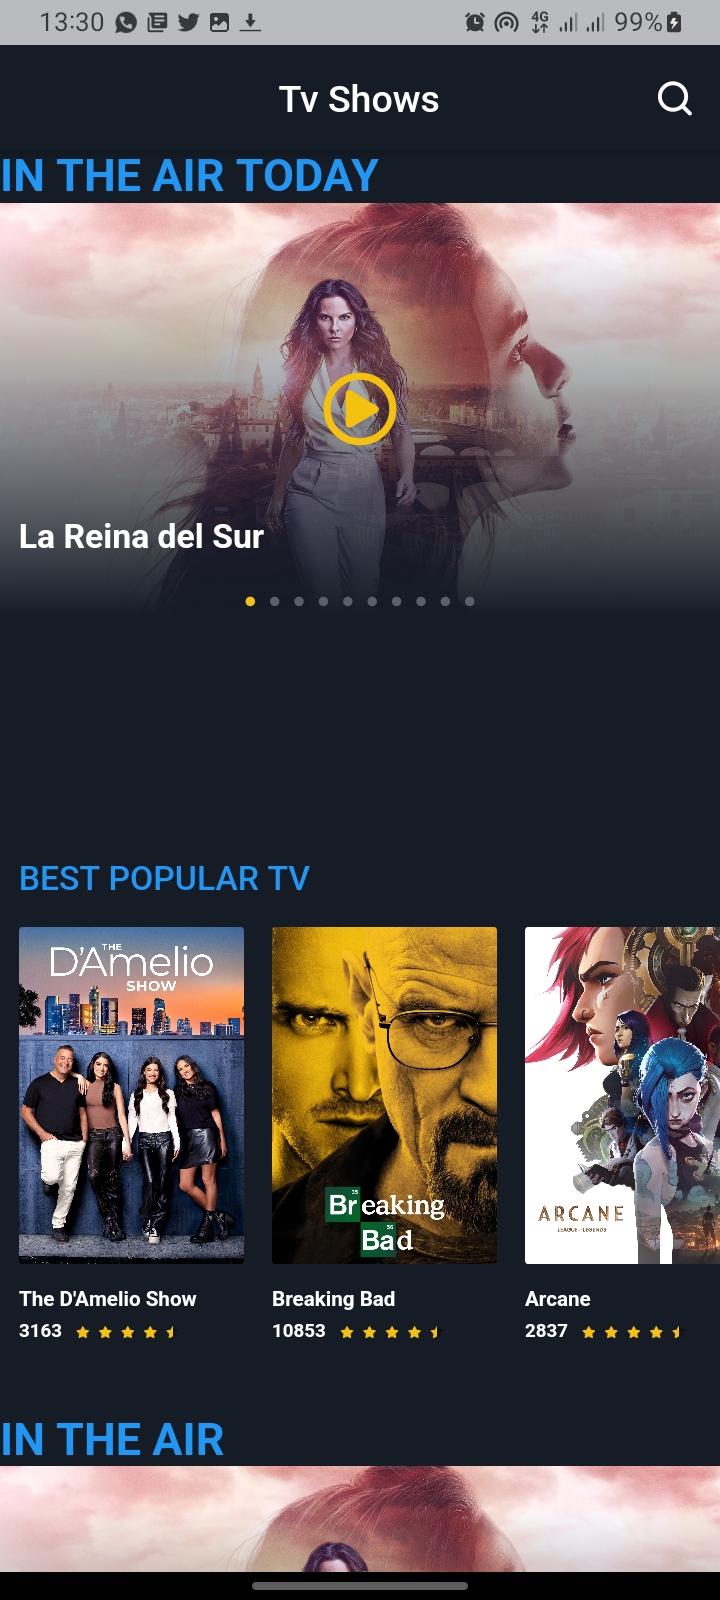 13:30
4G
99%
Tv Shows
IN THE AIR TODAY
La Reina del Sur
BEST POPULAR TV
THE
D'Amelio
SHOW
35
Breaking
56
Bad
ARCANE
LEAGUE OF LEGENDS
The D'Amelio Show
Breaking Bad
Arcane
3163
10853
2837
IN THE AIR